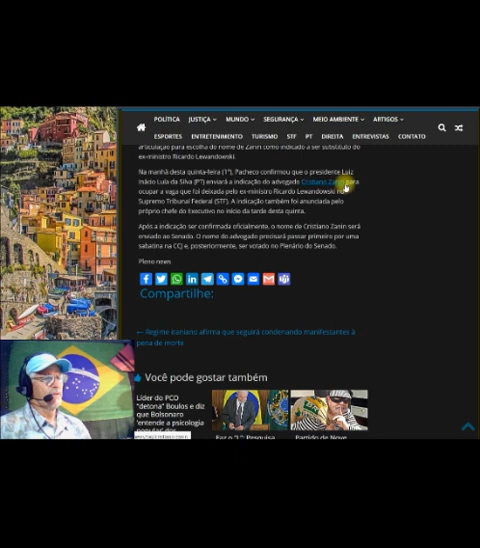 POLÍTICA JUSTIÇA MUNDO SEGURANÇA MEIO AMBIENTE ARTIGOS
ESPORTES ENTRETENIMENTO TURISMO STF PT DIREITA ENTREVISTAS CONTATO
articulação para escolha do nome de Zanin como indicado a ser substituto do
ex-ministro Ricardo Lewandowski.
Na manhã desta quinta-feira (1º), Pacheco confirmou que o presidente Luiz
Inácio Lula da Silva (PT) enviará a indicação do advogado Cristiano Zanin para
ocupar a vaga que foi deixada pelo ex-ministro Ricardo Lewandowski no
Supremo Tribunal Federal (STF). A indicação também foi anunciada pelo
próprio chefe do Executivo no início da tarde desta quinta.
Após a indicação ser confirmada oficialmente, o nome de Cristiano Zanin será
enviado ao Senado. O nome do advogado precisará passar primeiro por uma
sabatina na CCJ e, posteriormente, ser votado no Plenário do Senado.
Pleno news
Compartilhe:
← Regime iraniano afirma que seguirá condenando manifestantes à
pena de morte
Você pode gostar também
Líder do PCO
"detona" Boulos e diz
que Bolsonaro
'entende a psicologia
Faz o "L": Pesquisa
Partido de Nove